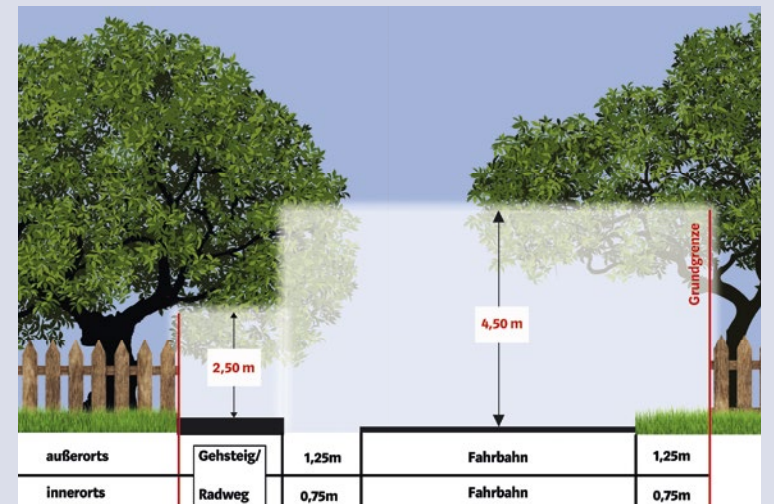 Grundgrenze
4,50 m
2,50 m
außerorts Gehsteig/ 1,25m Fahrbahn 1,25m
innerorts Radweg 0,75m Fahrbahn 0,75m